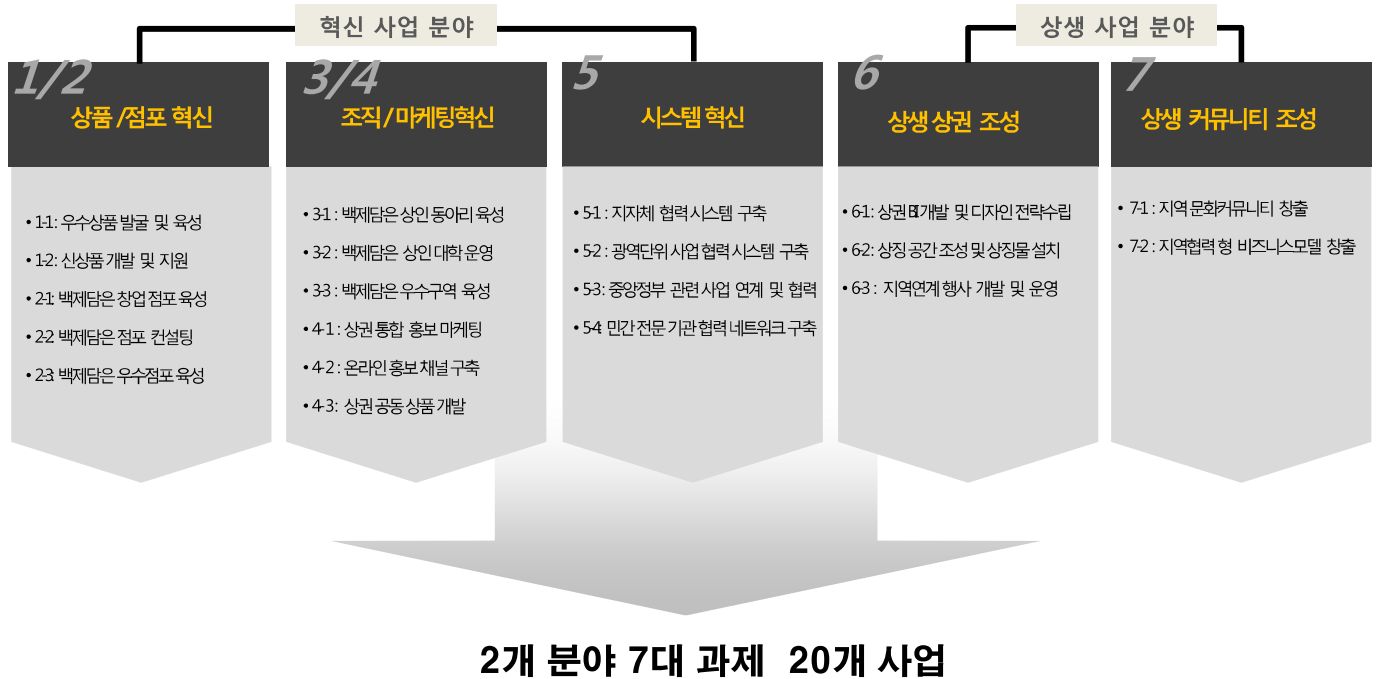 혁신 사업 분야
상생 사업 분야
1/2
상품 /점포 혁신
• 1-1: 우수상품 발굴 및 육성
• 1-2: 신상품 개발 및 지원
• 2-1: 백제담은 창업 점포 육성
• 2-2: 백제담은 점포 컨설팅
• 2-3: 백제담은 우수점포 육성
3/4
조직 / 마케팅혁신
• 3-1 : 백제담은 상인 동아리 육성
• 3-2 : 백제담은 상인 대학 운영
• 3-3 : 백제담은 우수구역 육성
• 4-1 : 상권 통합 홍보 마케팅
• 4-2 : 온라인 홍보 채널 구축
• 4-3: 상권 공동 상품 개발
5
시스템 혁신
• 5-1 : 지자체 협력 시스템 구축
• 5-2 : 광역단위 사업 협력 시스템 구축
• 5-3: 중앙정부 관련 사업 연계 및 협력
• 5-4: 민간 전문 기관 협력 네트워크 구축
6
상생 상권 조성
• 6-1: 상권 BI개발 및 디자인 전략수립
• 6-2: 상징 공간 조성 및 상징물 설치
• 6-3 : 지역연계 행사 개발 및 운영
7
상생 커뮤니티 조성
• 7-1 : 지역 문화커뮤니티 창출
• 7-2 : 지역협력 형 비즈니스모델 창출
2개 분야 7대 과제 20개 사업